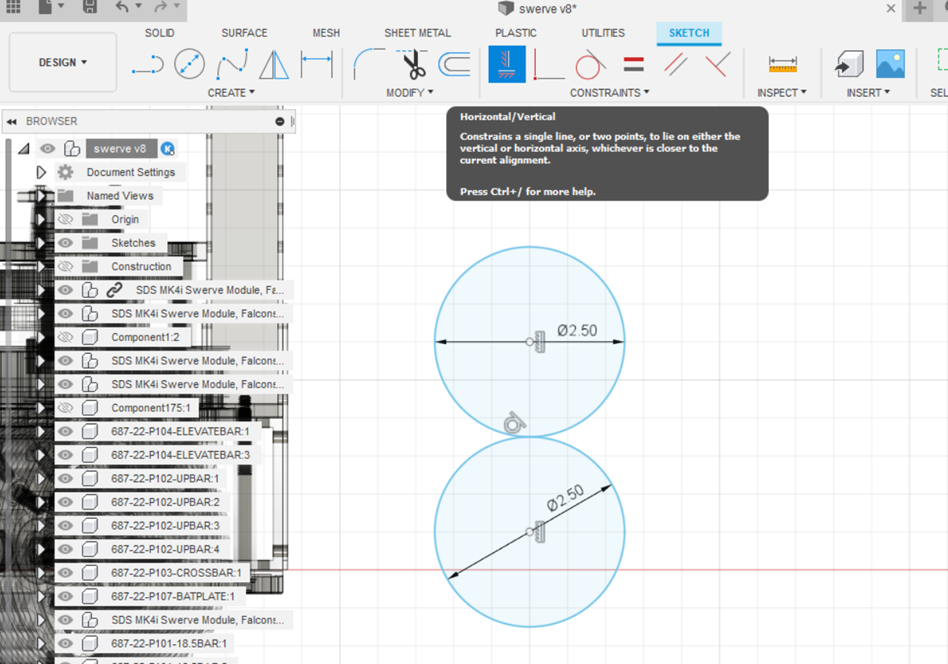 swerve v8*
SOLID SURFACE MESH SHEET METAL PLASTIC UTILITIES SKETCH
DESIGN ▾
CREATE ▾ MODIFY ▾ CONSTRAINTS ▾ INSPECT ▾ INSERT ▾ SEL
BROWSER
Horizontal/Vertical
Constrains a single line, or two points, to lie on either the
vertical or horizontal axis, whichever is closer to the
current alignment.
Press Ctrl+/ for more help.
swerve v8
Document Settings
Named Views
Origin
Sketches
Construction
SDS MK4i Swerve Module, Fa...
SDS MK4i Swerve Module, Falcons...
Component1:2
SDS MK4i Swerve Module, Falcons...
SDS MK4i Swerve Module, Falcons...
Component175:1
687-22-P104-ELEVATEBAR:1
687-22-P104-ELEVATEBAR:3
687-22-P102-UPBAR:1
687-22-P102-UPBAR:2
687-22-P102-UPBAR:3
687-22-P102-UPBAR:4
687-22-P103-CROSSBAR:1
687-22-P107-BATPLATE:1
SDS MK4i Swerve Module, Falcons...
687-22-P101-18.5BAR:1
Ø2.50
Ø2.50